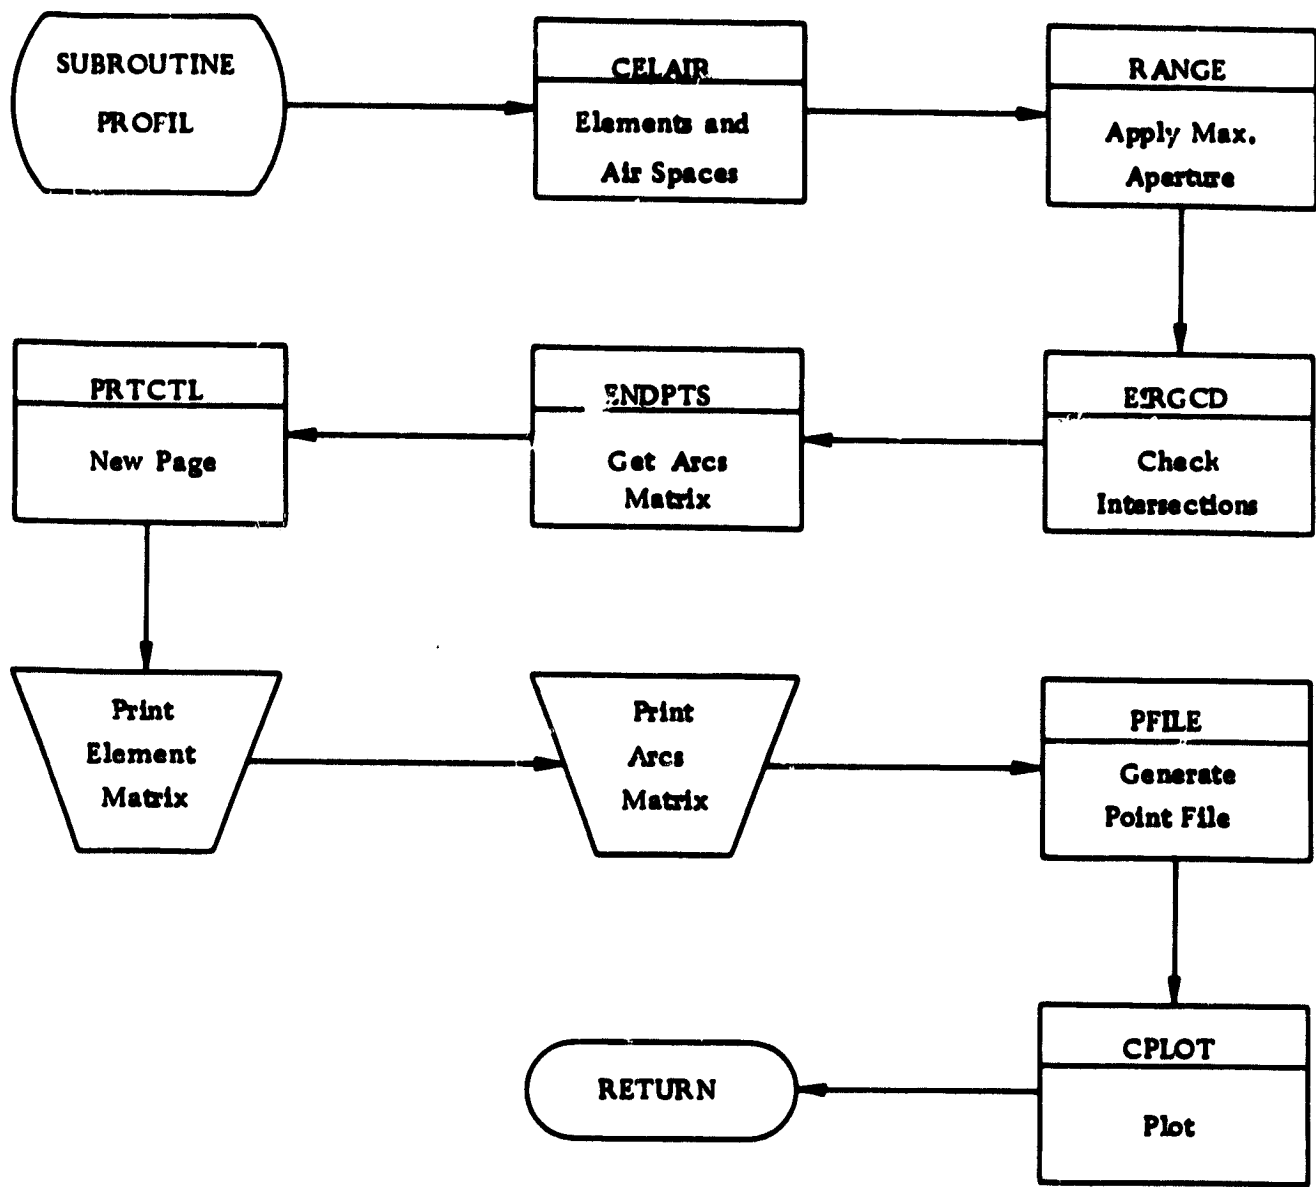 SUBROUTINE
PROFIL
CELAIR
Elements and
Air Spaces
RANGE
Apply Max.
Aperture
Check
Intersections
ENDPTS
Get Arcs
Matrix
PRTCTL
New Page
Print
Element
Matrix
Print
Arcs
Matrix
PFILE
Generate
Point File
CPLOT
Plot
RETURN